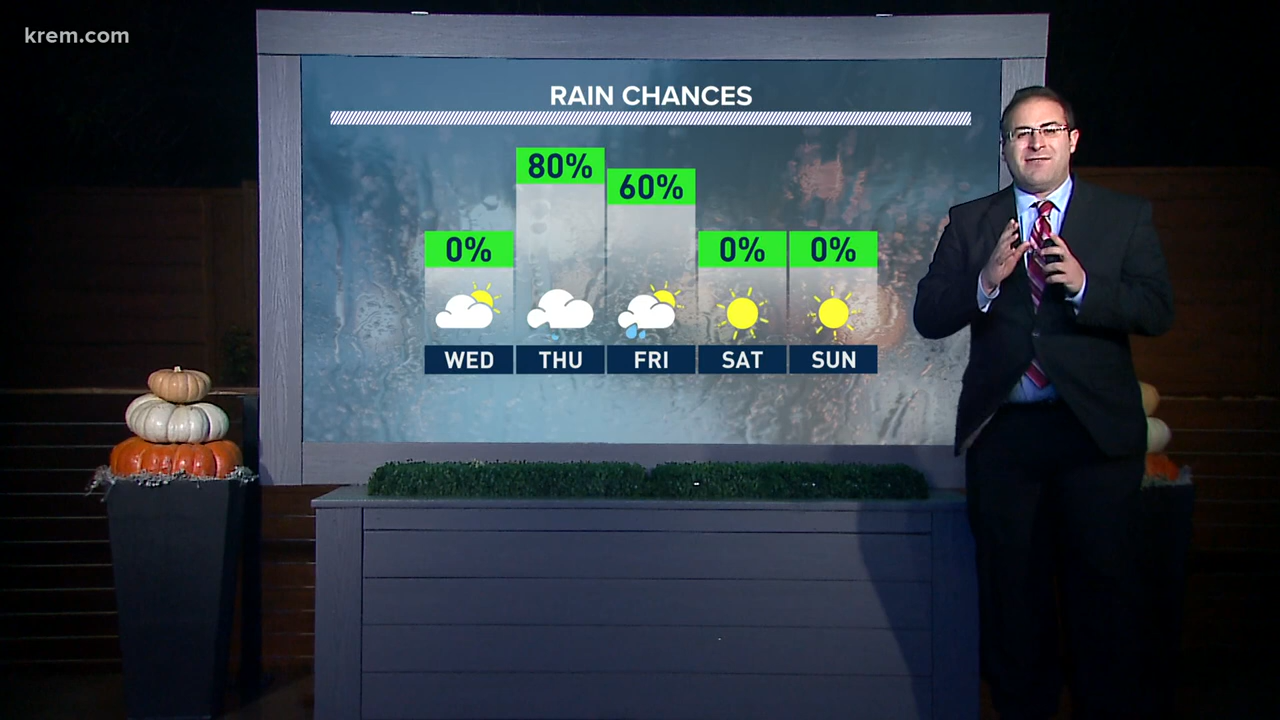 krem.com
RAIN CHANCES
80%
60%
0%
0%
0%
WED
THU
FRI
SAT
SUN